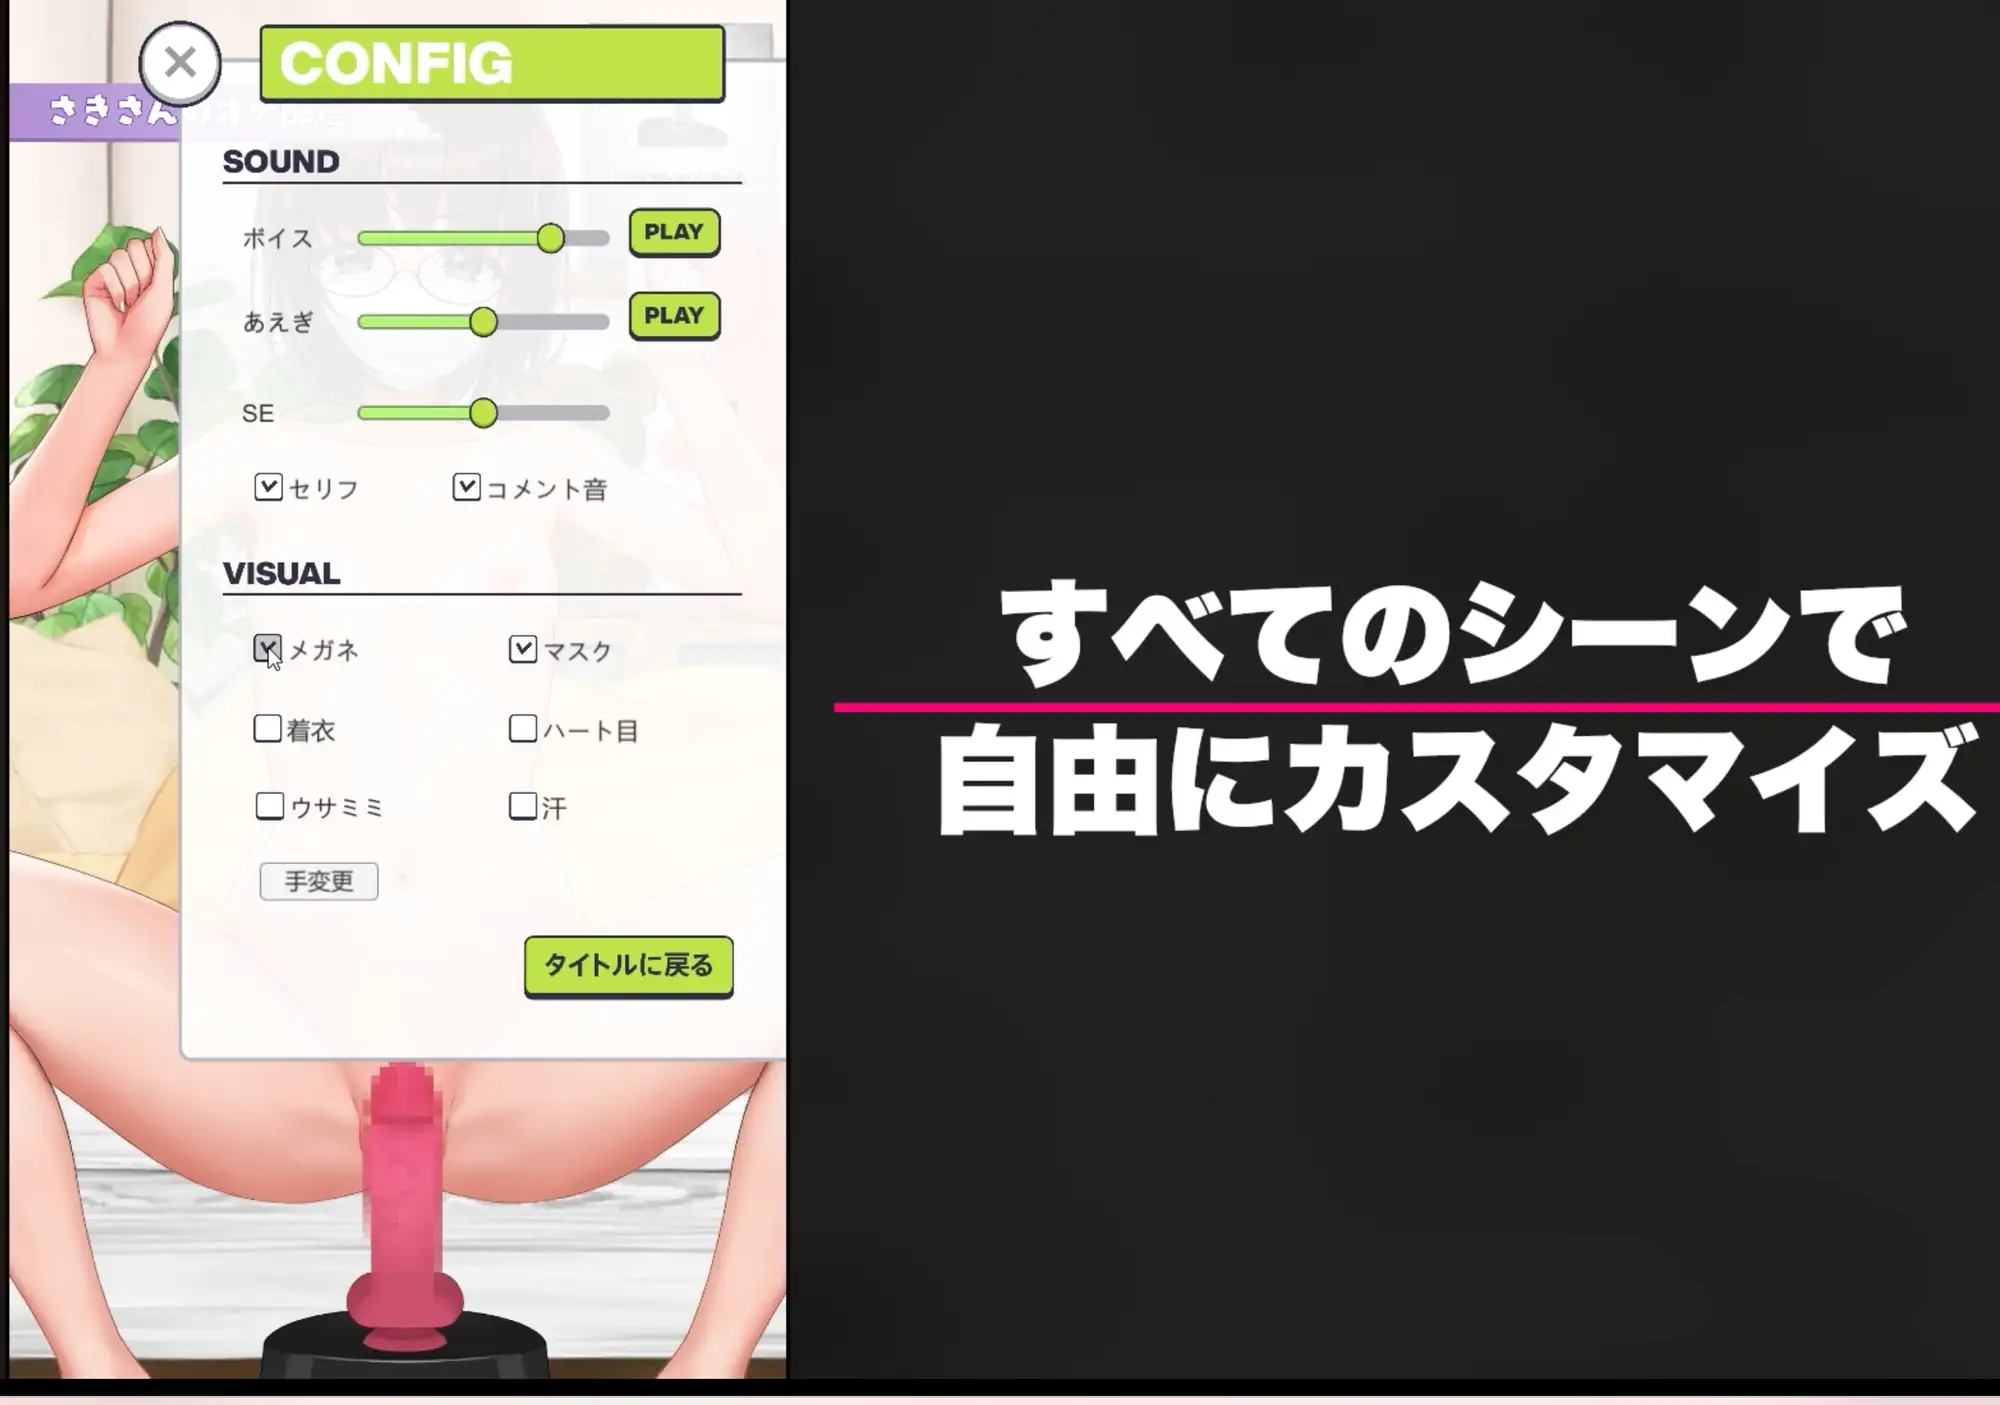 CONFIG
さきさん
SOUND
ボイス
PLAY
あえぎ
PLAY
SE
セリフ
コメント音
VISUAL
メガネ
マスク
着衣
ハート目
ウサミミ
汗
手変更
タイトルに戻る
すべてのシーンで
自由にカスタマイズ